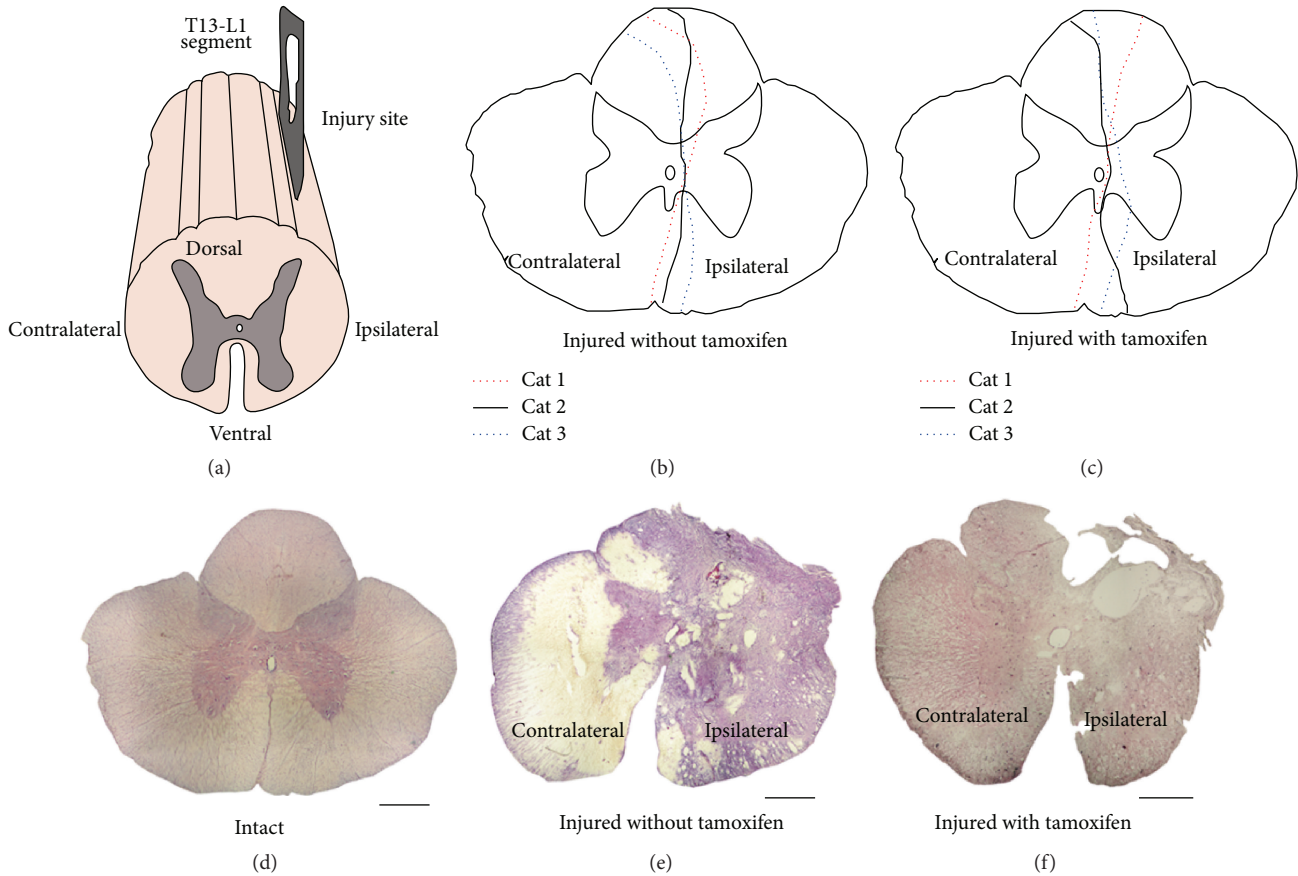 T13-L1
segment
Injury site
Dorsal
Contralateral
Ipsilateral
Ventral
(a)
Contralateral
Ipsilateral
Injured without tamoxifen
Cat 1
Cat 2
Cat 3
(b)
Contralateral
Ipsilateral
Injured with tamoxifen
Cat 1
Cat 2
Cat 3
(c)
Intact
(d)
Contralateral
Ipsilateral
Injured without tamoxifen
(e)
Contralateral
Ipsilateral
Injured with tamoxifen
(f)